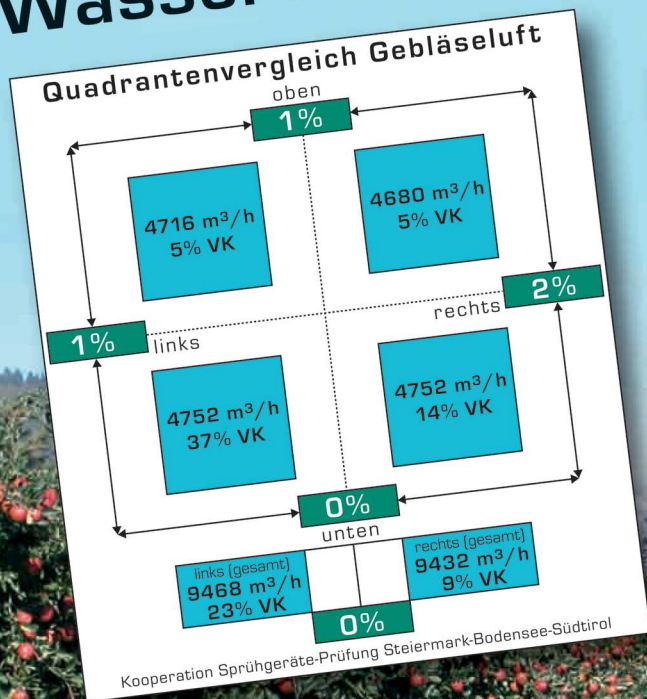 Wasser
Quadrantenvergleich Gebläseluft
oben
1%
4716 m³/h
5% VK
4680 m³/h
5% VK
1%
links
rechts
2%
4752 m³/h
37% VK
4752 m³/h
14% VK
0%
unten
links (gesamt)
9468 m³/h
23% VK
rechts (gesamt)
9432 m³/h
9% VK
0%
Kooperation Sprühgeräte-Prüfung Steiermark-Bodensee-Südtirol